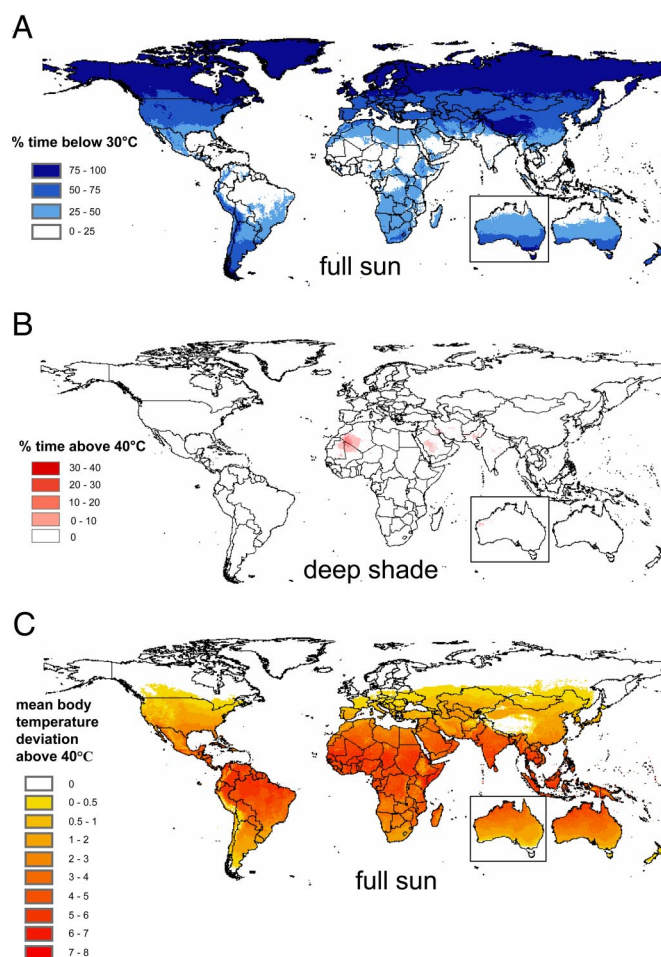 A
% time below 30°C
75 - 100
50 - 75
25 - 50
0 - 25
full sun
B
% time above 40°C
30 - 40
20 - 30
10 - 20
0 - 10
0
deep shade
C
mean body
temperature
deviation
above 40°C
0
0 - 0.5
0.5 - 1
1 - 2
2 - 3
3 - 4
4 - 5
5 - 6
6 - 7
7 - 8
full sun